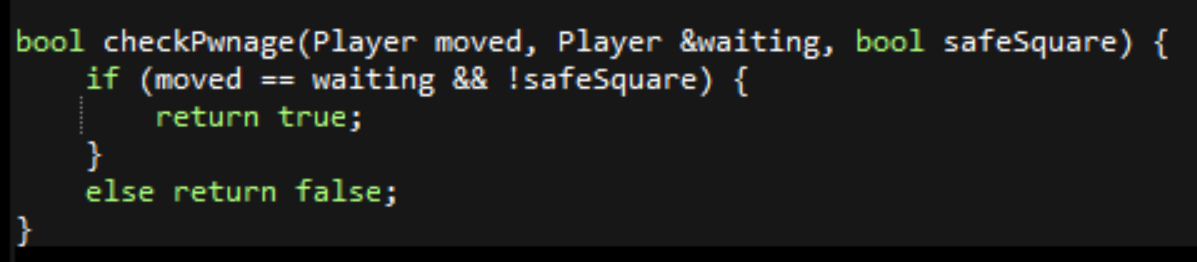 bool checkPwnage(Player moved, Player &waiting, bool safeSquare) {
    if (moved == waiting && !safeSquare) {
        return true;
    }
    else return false;
}